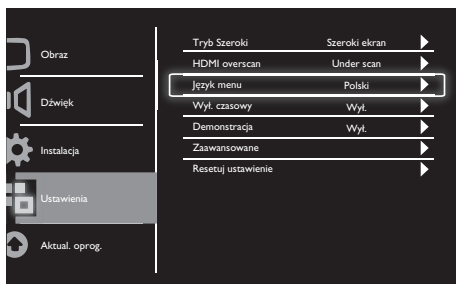 Obraz
Dźwięk
Instalacja
Ustawienia
Aktual. oprog.
Tryb Szeroki Szeroki ekran
HDMI overscan Under scan
Język menu Polski
Wył. czasowy Wył.
Demonstracja Wył.
Zaawansowane
Resetuj ustawienie